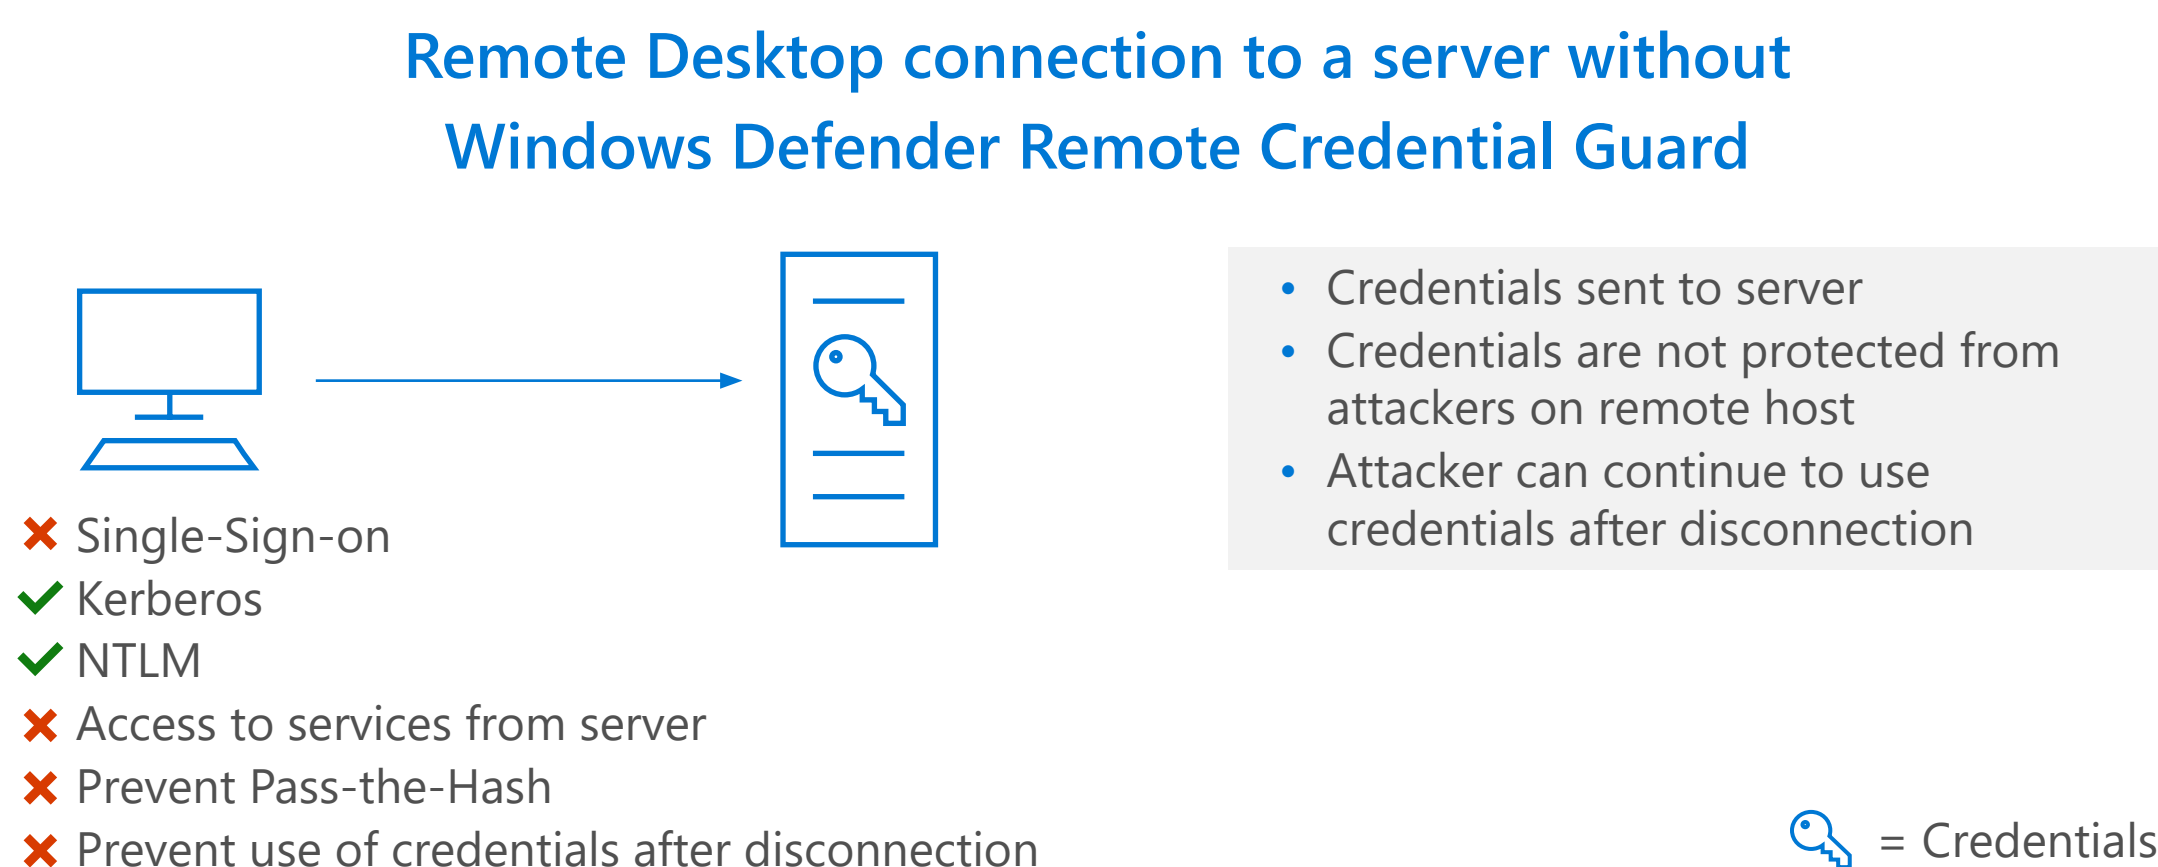 Remote Desktop connection to a server without
Windows Defender Remote Credential Guard
• Credentials sent to server
• Credentials are not protected from
attackers on remote host
• Attacker can continue to use
credentials after disconnection
Single-Sign-on
Kerberos
NTLM
Access to services from server
Prevent Pass-the-Hash
Prevent use of credentials after disconnection
= Credentials